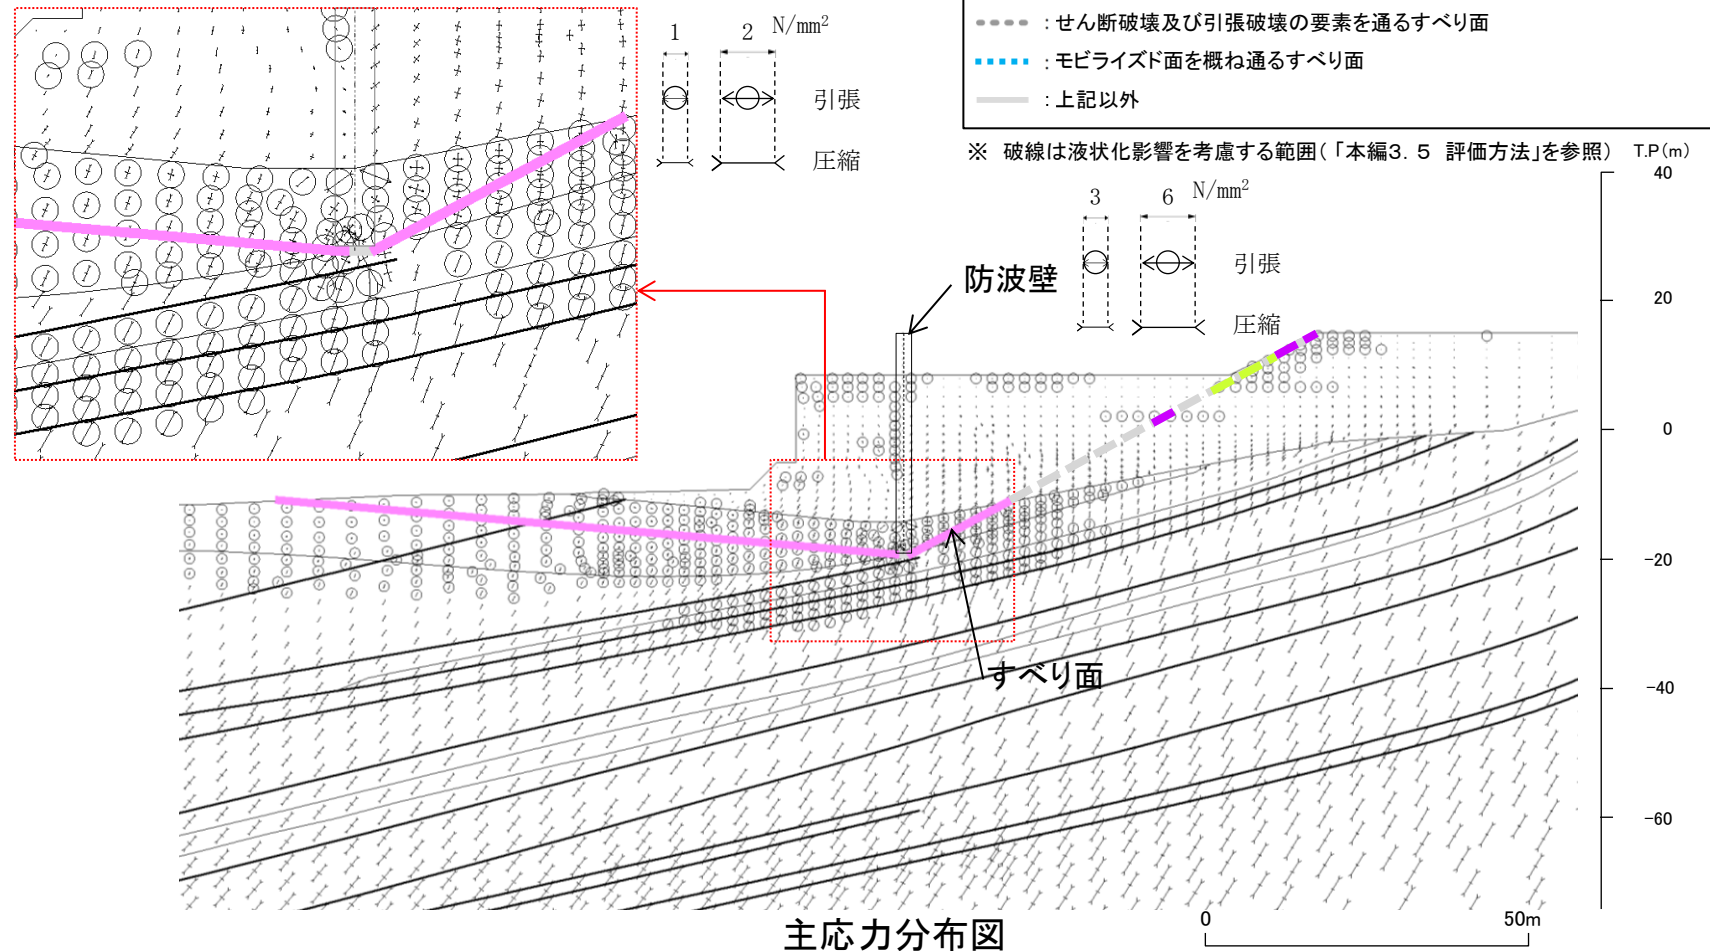 : せん断破壊及び引張破壊の要素を通るすべり面
: モビライズド面を概ね通るすべり面
: 上記以外
※ 破線は液状化影響を考慮する範囲(「本編3.5 評価方法」を参照)
1 2 N/mm²
引張
圧縮
3 6 N/mm²
引張
圧縮
防波壁
すべり面
T.P(m)
40
20
0
-20
-40
-60
主応力分布図
0 50m